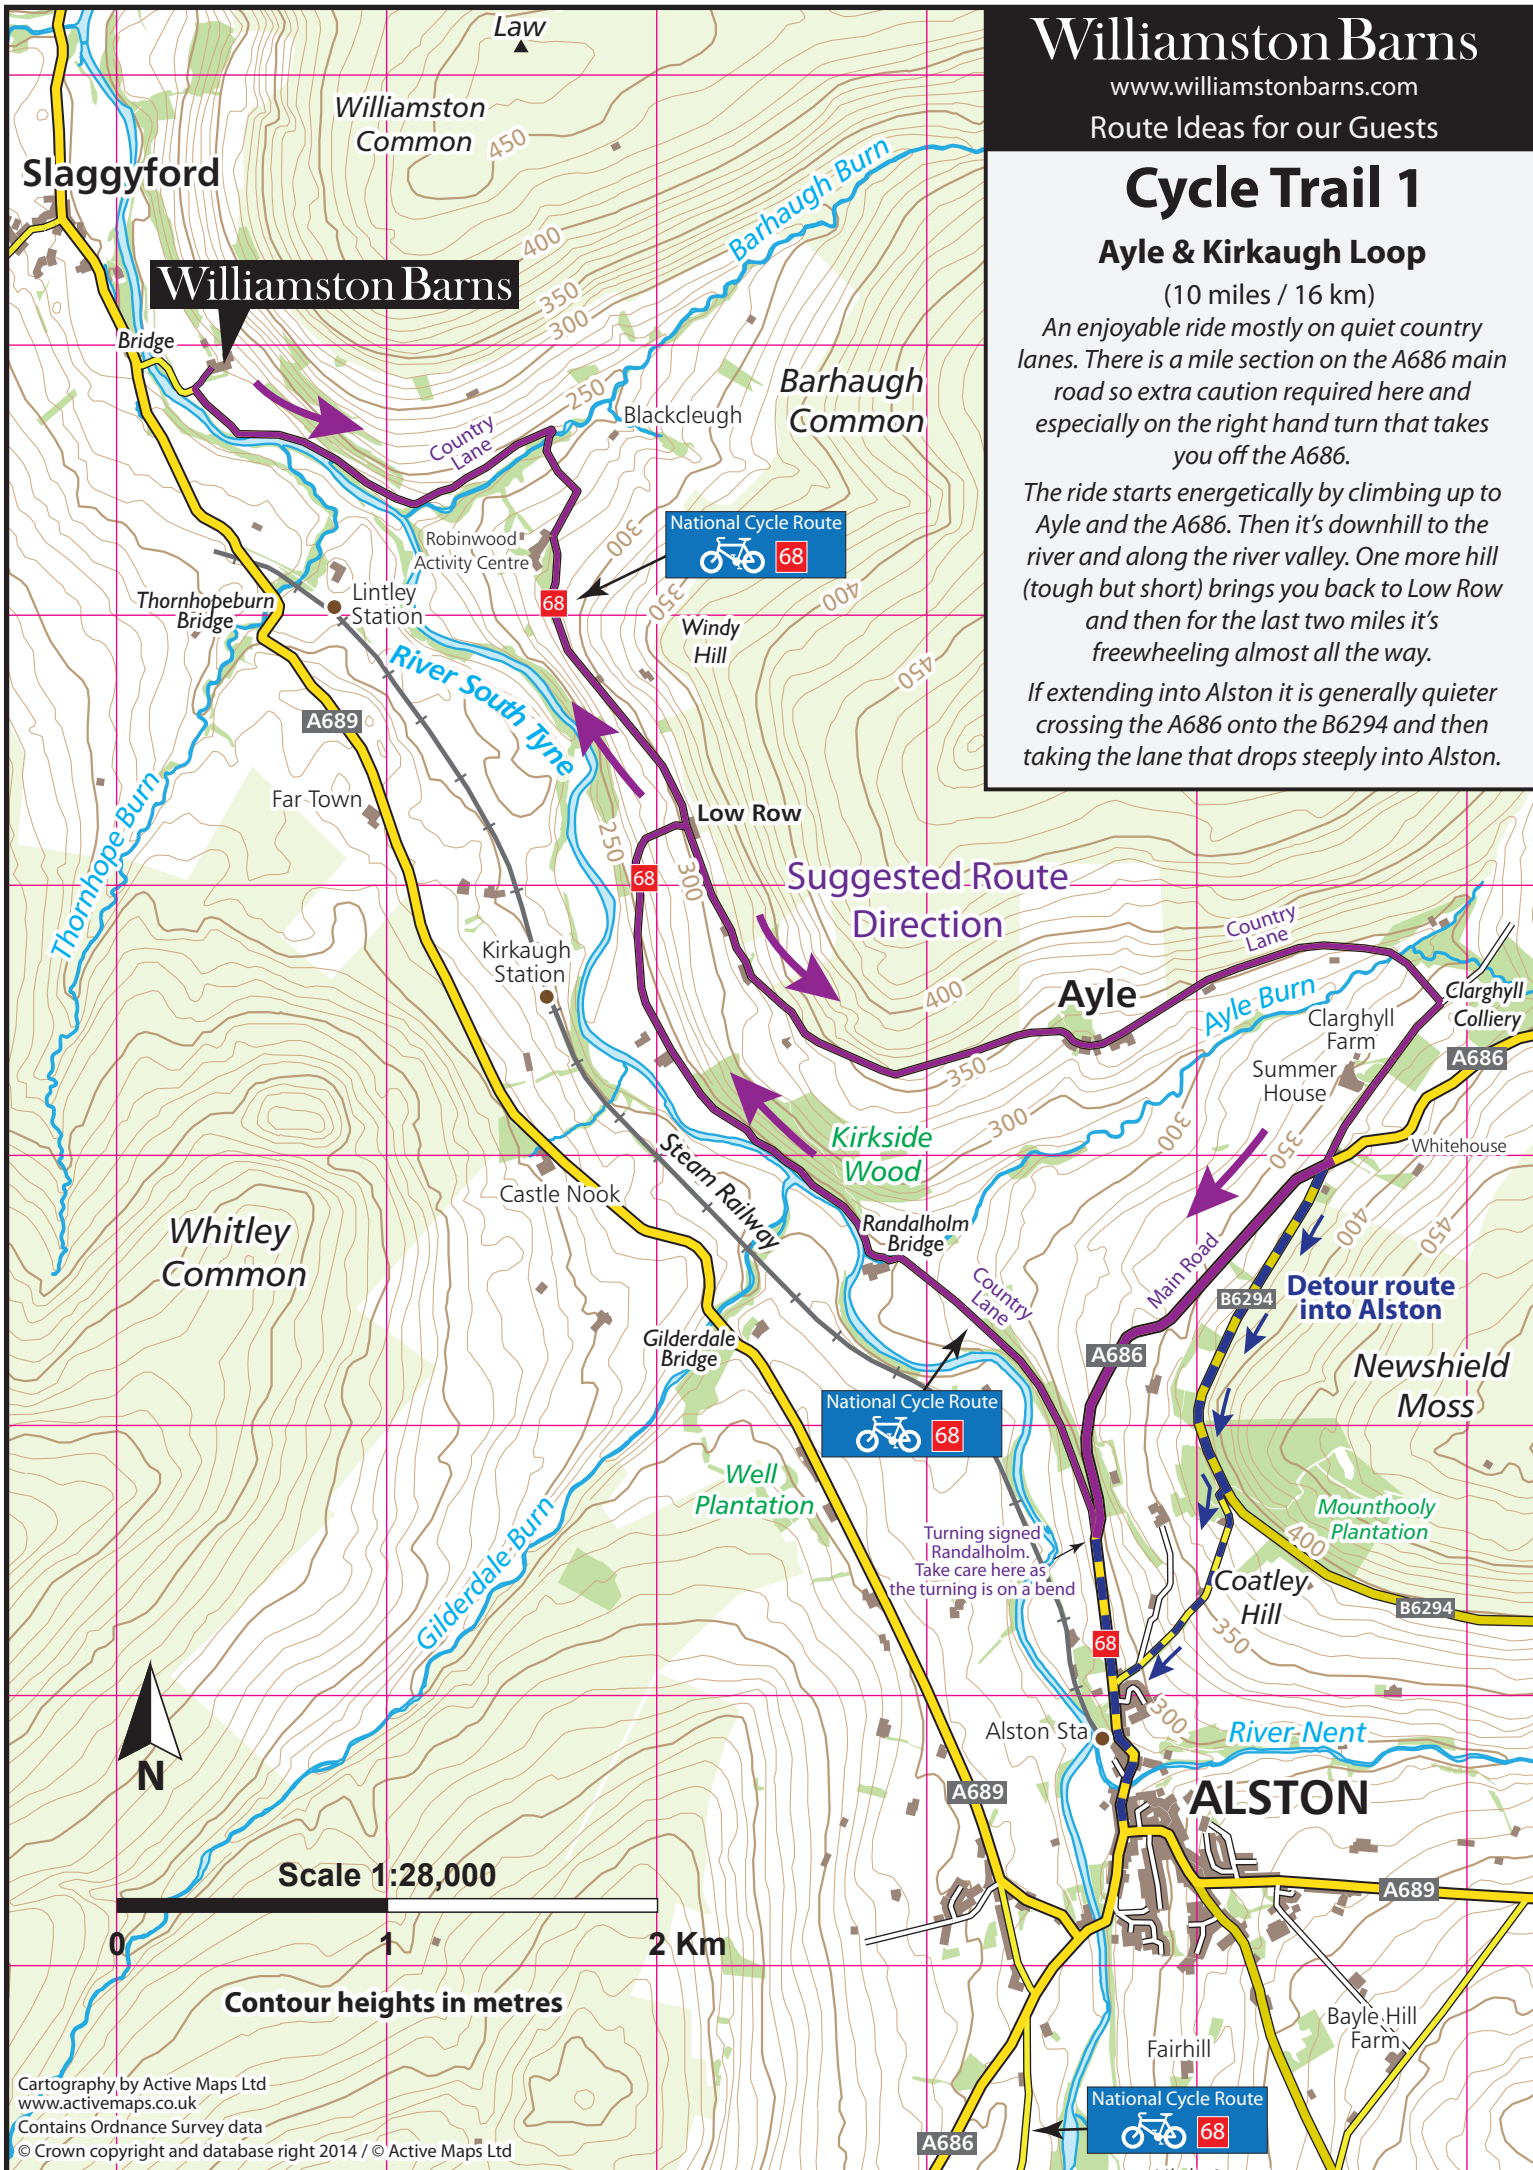 Williamston Barns
www.williamstonbarns.com
Route Ideas for our Guests
Cycle Trail 1
Ayle & Kirkaugh Loop
(10 miles / 16 km)
An enjoyable ride mostly on quiet country
lanes. There is a mile section on the A686 main
road so extra caution required here and
especially on the right hand turn that takes
you off the A686.
The ride starts energetically by climbing up to
Ayle and the A686. Then it's downhill to the
river and along the river valley. One more hill
(tough but short) brings you back to Low Row
and then for the last two miles it's
freewheeling almost all the way.
If extending into Alston it is generally quieter
crossing the A686 onto the B6294 and then
taking the lane that drops steeply into Alston.
Law
Williamston
Common
450
Slaggyford
Barhaugh Burn
400
Williamston Barns
350
300
Bridge
Barhaugh
Common
250
Blackcleugh
Country
Lane
National Cycle Route
68
300
Robinwood
Activity Centre
68
350
400
Lintley
Station
Thornhopeburn
Bridge
Windy
Hill
450
River South Tyne
A689
Far Town
Low Row
Thornhope Burn
250
300
68
Suggested Route
Direction
Country
Lane
Kirkaugh
Station
400
Ayle
Ayle Burn
Clarghyll
Colliery
Clarghyll
Farm
A686
Summer
House
350
300
300
350
Whitehouse
Kirkside
Wood
Steam Railway
Castle Nook
Whitley
Common
Randalholm
Bridge
400
450
Main Road
Country
Lane
B6294
Detour route
into Alston
Gilderdale
Bridge
A686
Newshield
Moss
National Cycle Route
68
Well
Plantation
Mounthooly
Plantation
Turning signed
Randalholm.
Take care here as
the turning is on a bend
400
Gilderdale Burn
Coatley
Hill
B6294
350
68
N
300
Alston Sta
River Nent
A689
ALSTON
Scale 1:28,000
A689
0 1 2 Km
Contour heights in metres
Bayle Hill
Farm
Fairhill
Cartography by Active Maps Ltd
www.activemaps.co.uk
Contains Ordnance Survey data
© Crown copyright and database right 2014 / © Active Maps Ltd
National Cycle Route
68
A686